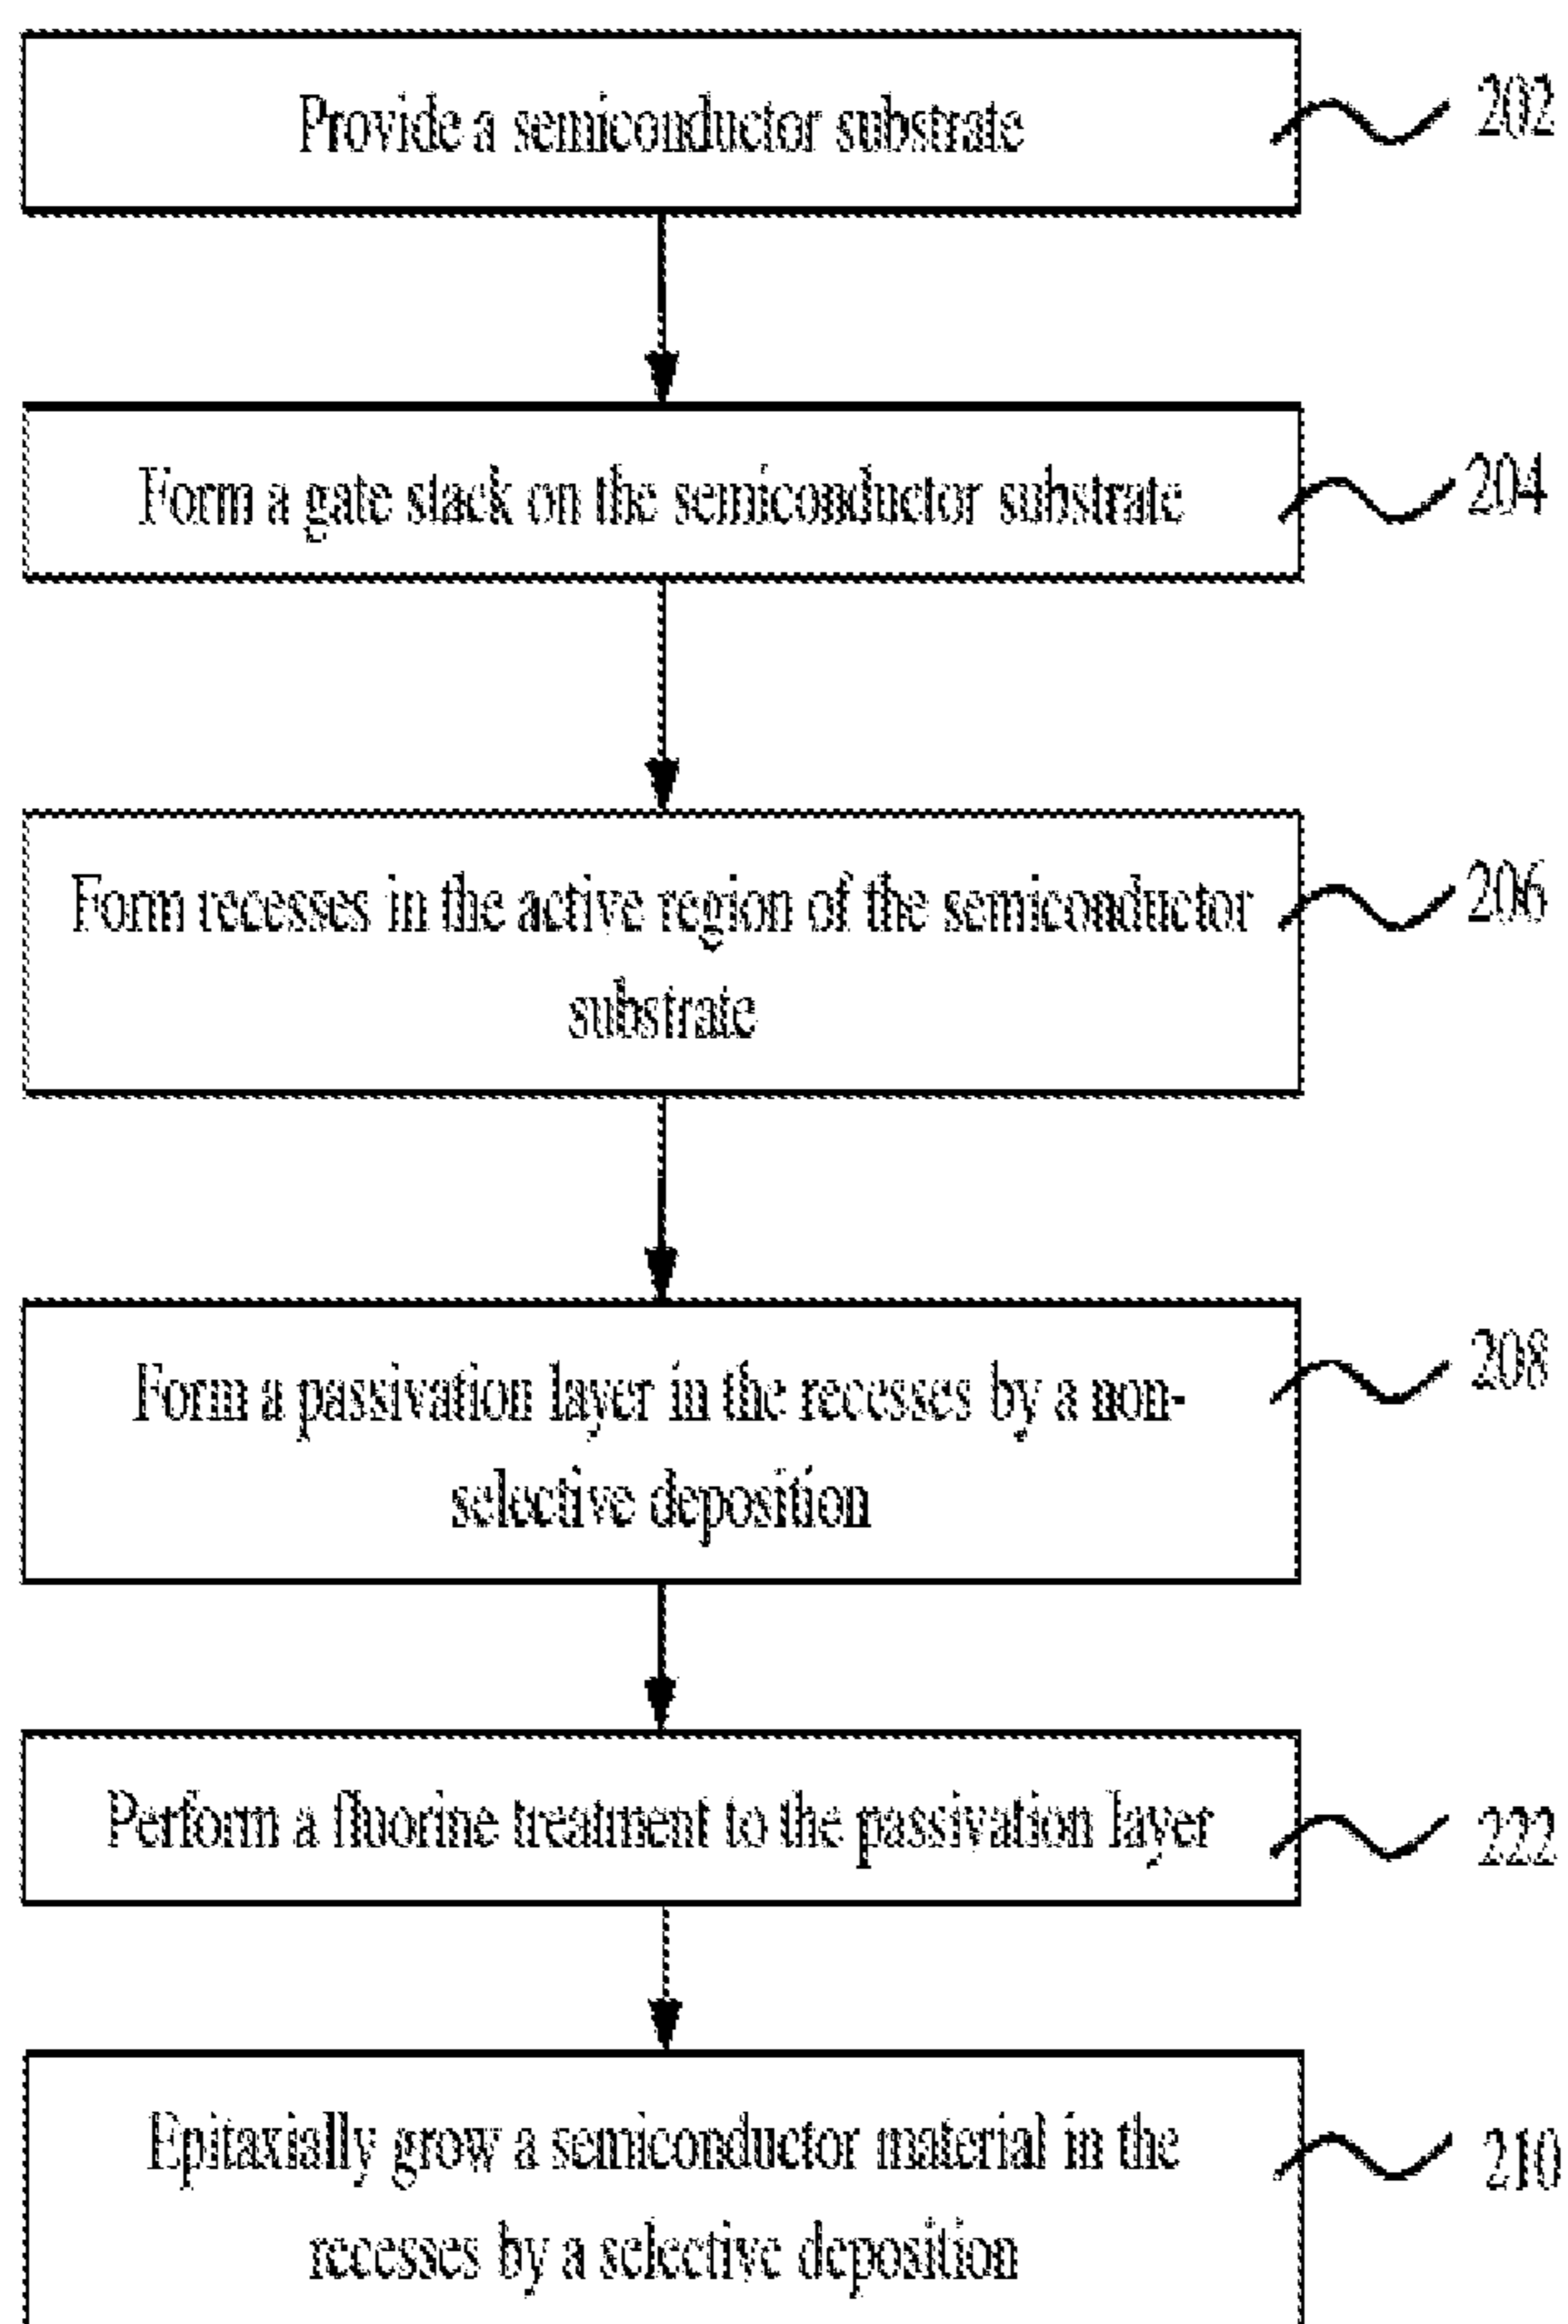 Provide a semiconductor substrate
202
Form a gate stack on the semiconductor substrate
204
Form recesses in the active region of the semiconductor
substrate
206
Form a passivation layer in the recesses by a non-
selective deposition
208
Perform a fluorine treatment to the passivation layer
222
Epitaxially grow a semiconductor material in the
recesses by a selective deposition
210